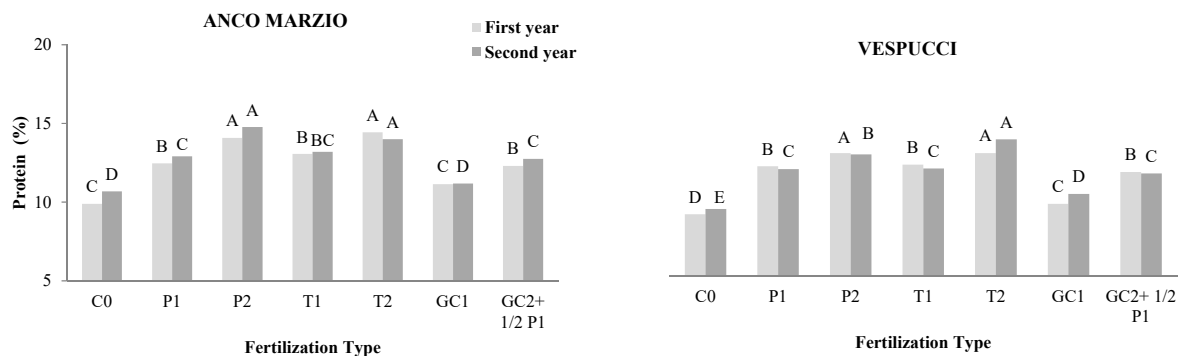 ANCO MARZIO
First year
Second year
20
15
10
5
Protein (%)
C D
B C
A A
B BC
A A
C D
B C
C0 P1 P2 T1 T2 GC1 GC2+
1/2 P1
Fertilization Type
VESPUCCI
D E
B C
A B
B C
A A
C D
B C
C0 P1 P2 T1 T2 GC1 GC2+ 1/2
P1
Fertilization Type